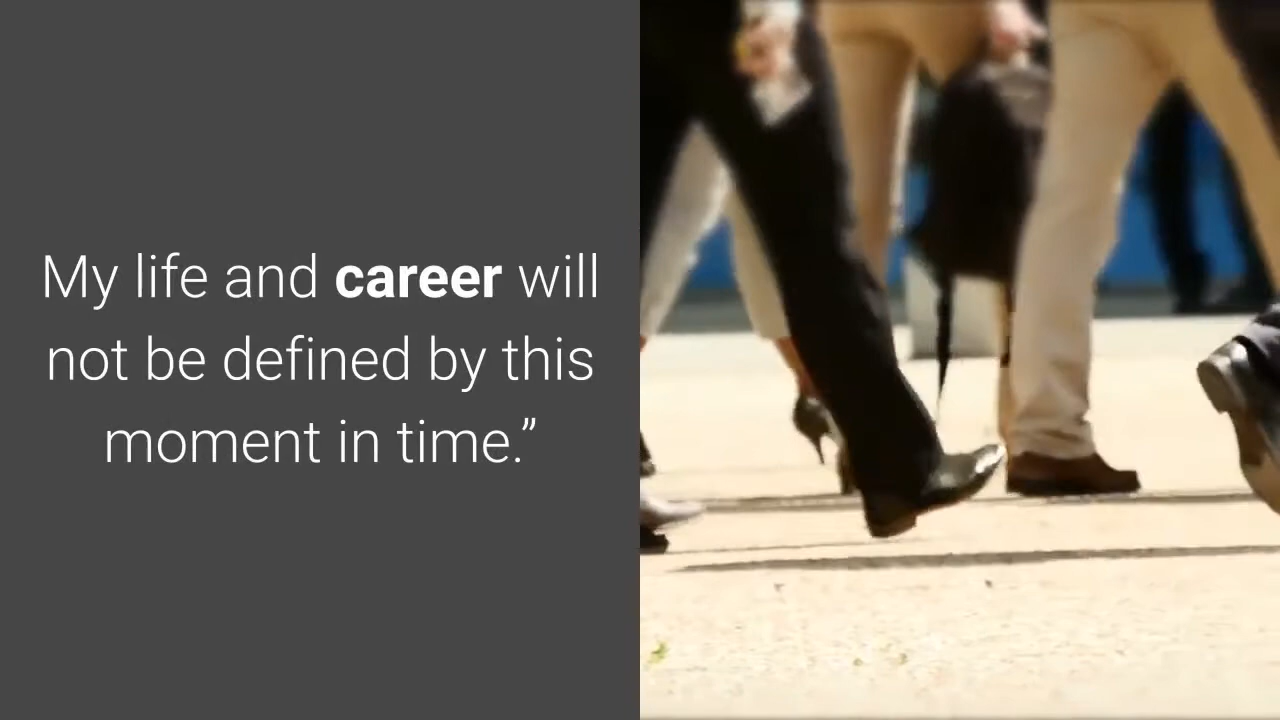 My life and career will
not be defined by this
moment in time.”